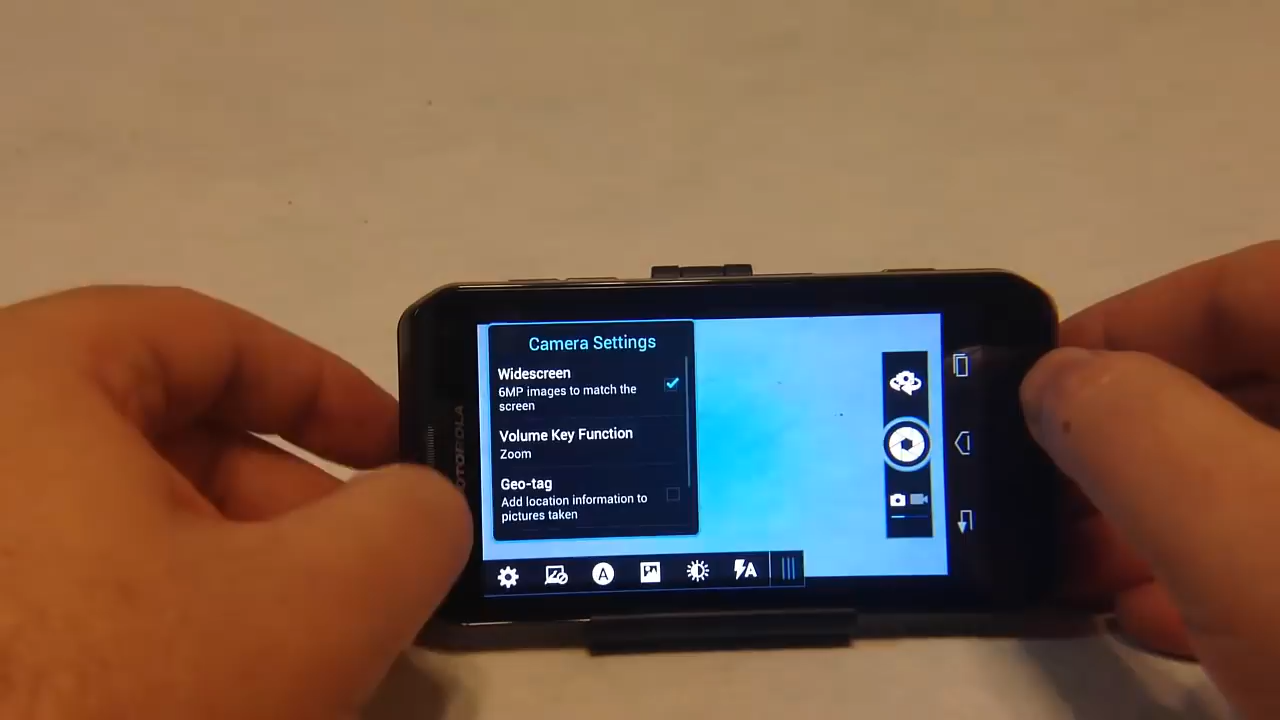 Camera Settings
Widescreen
6MP images to match the
screen
Volume Key Function
Zoom
Geo-tag
Add location information to
pictures taken
A
A
MOTOROLA